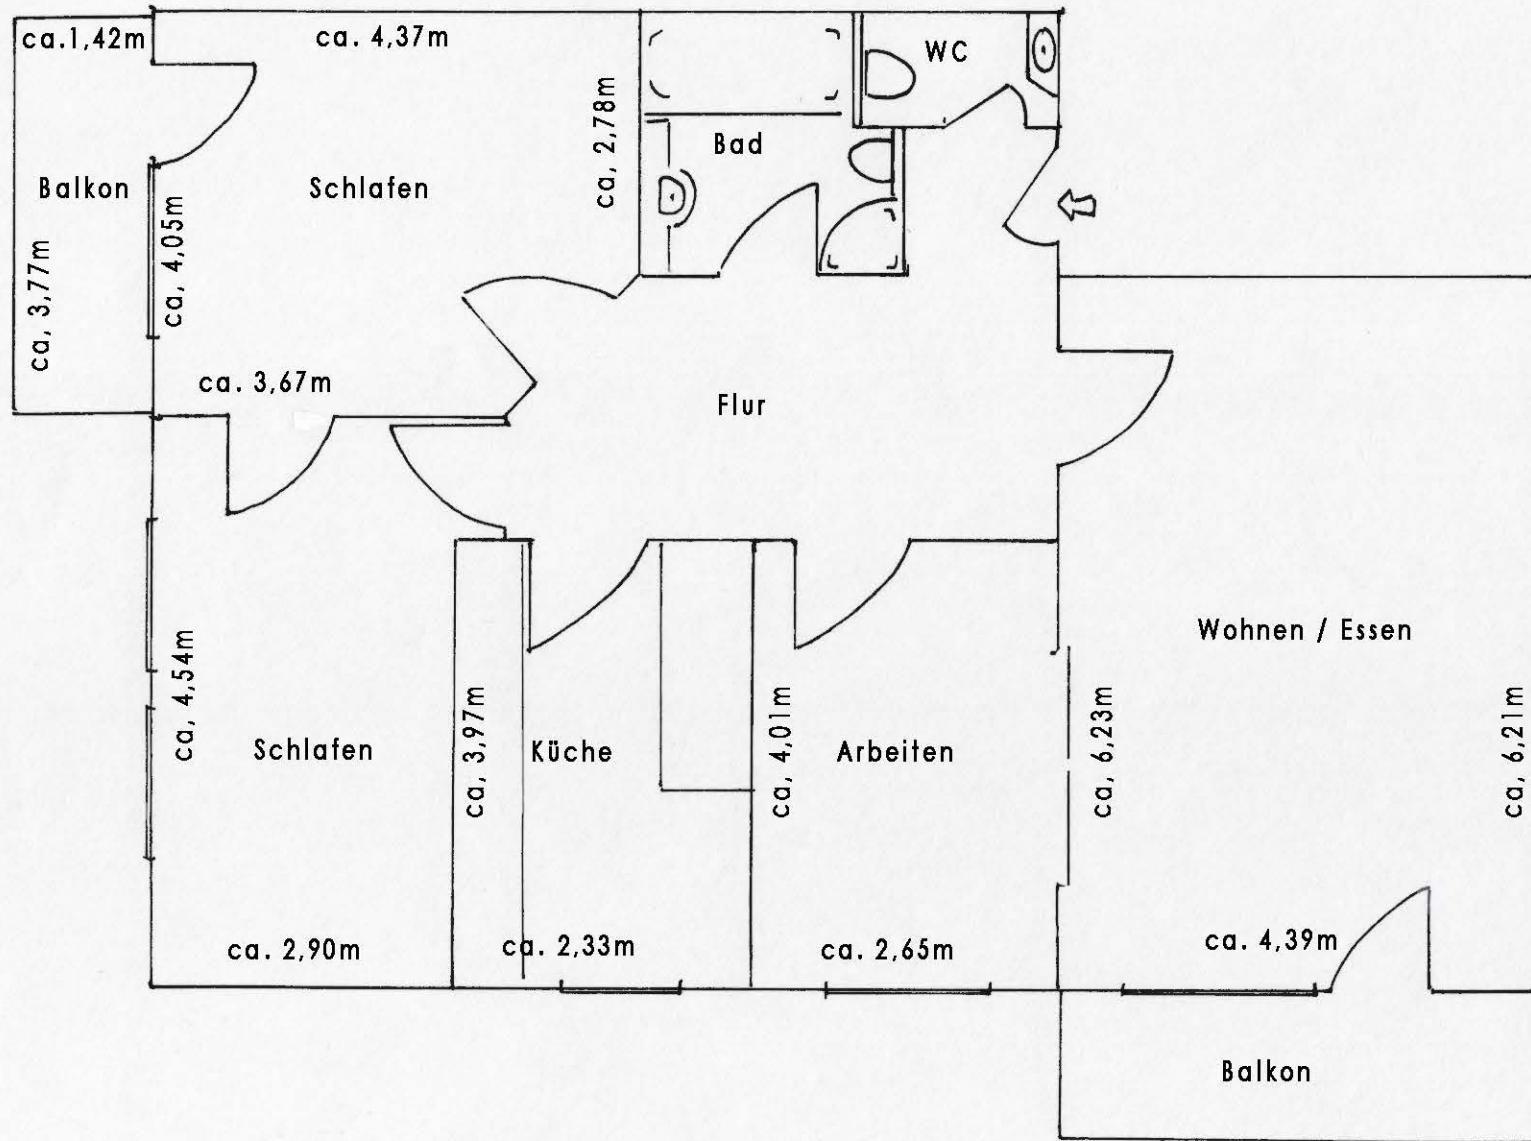 ca.1,42m
ca. 4,37m
WC
ca, 2,78m
Bad
Balkon
Schlafen
ca, 4,05m
ca, 3,77m
ca. 3,67m
Flur
Wohnen / Essen
ca, 4,54m
Schlafen
ca, 3,97m
Küche
ca, 4,01m
Arbeiten
ca, 6,23m
ca, 6,21m
ca. 2,90m
ca. 2,33m
ca. 2,65m
ca. 4,39m
Balkon